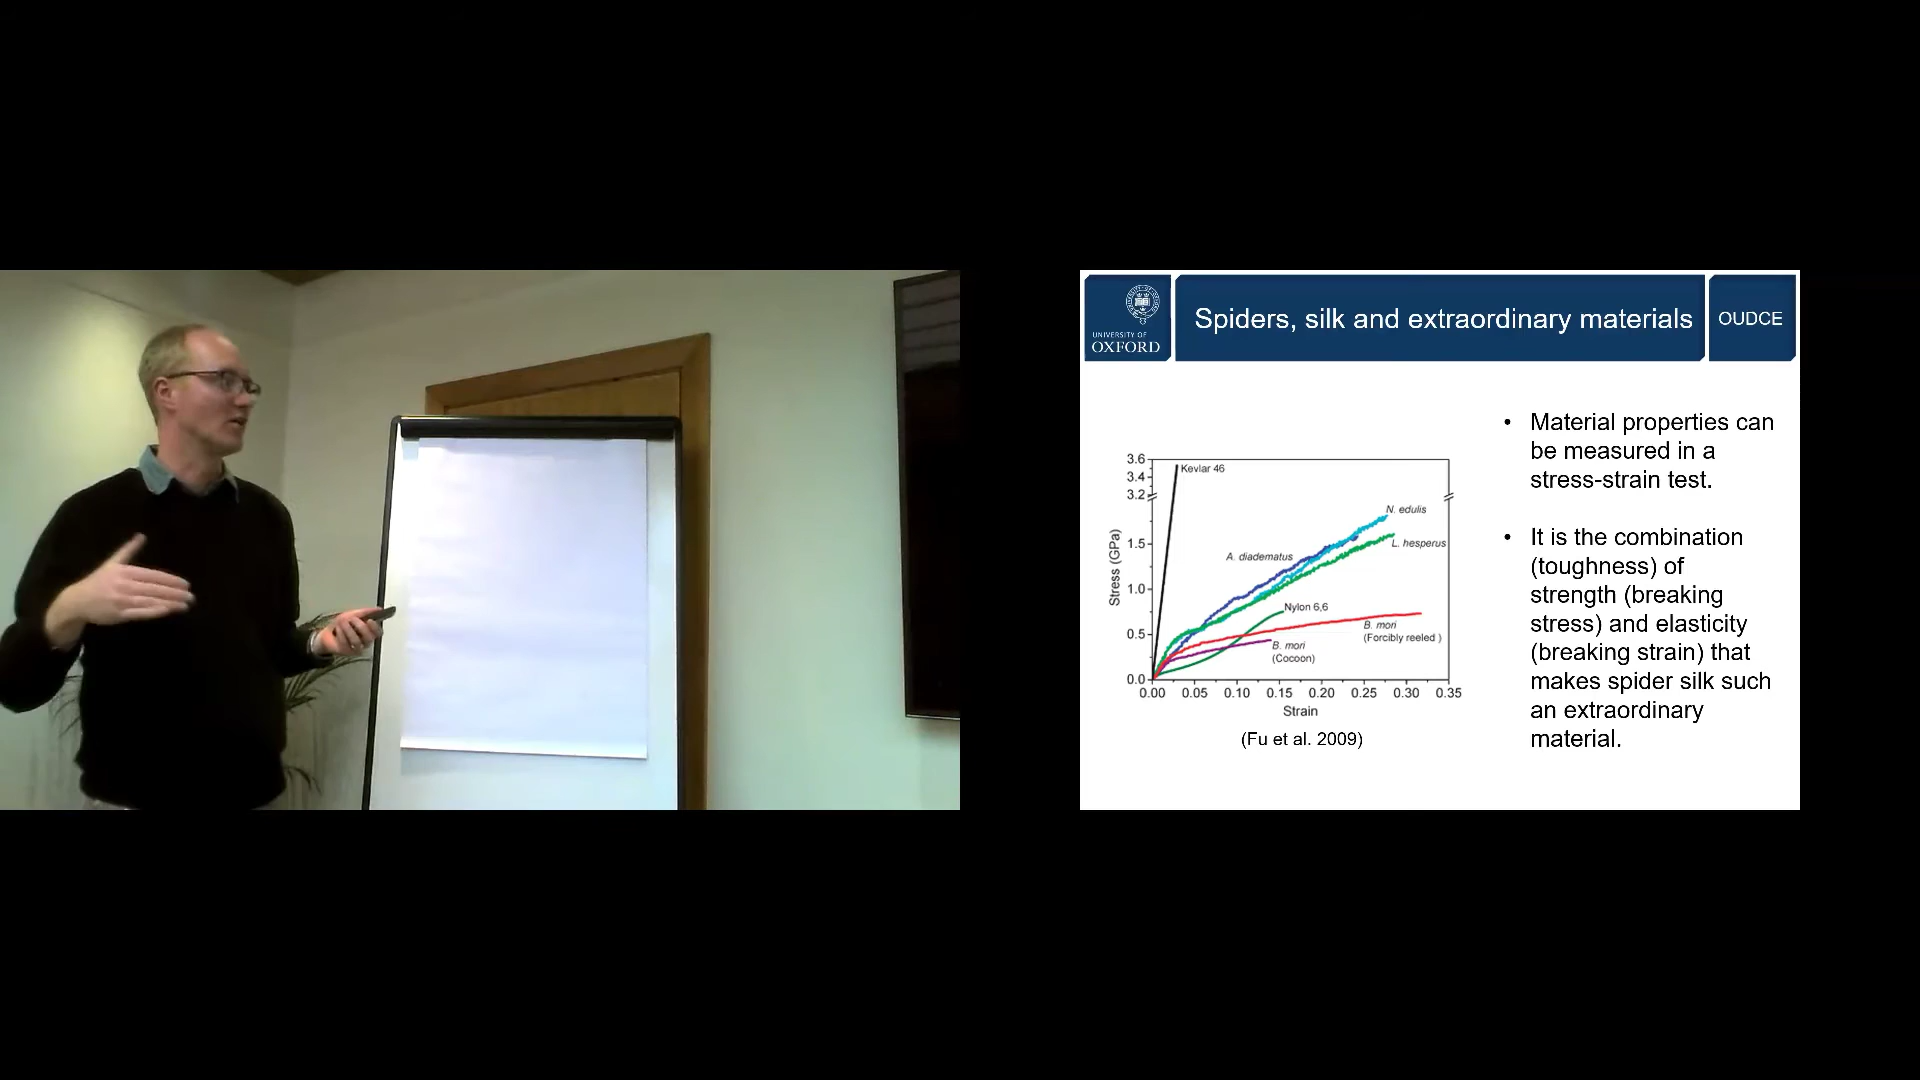 UNIVERSITY OF
OXFORD
Spiders, silk and extraordinary materials
OUDCE
• Material properties can
be measured in a
stress-strain test.
• It is the combination
(toughness) of
strength (breaking
stress) and elasticity
(breaking strain) that
makes spider silk such
an extraordinary
material.
3.6
3.4
3.2
1.5
1.0
0.5
0.0
Stress (GPa)
Kevlar 46
N. edulis
L. hesperus
A. diadematus
Nylon 6,6
B. mori
(Forcibly reeled )
B. mori
(Cocoon)
0.00 0.05 0.10 0.15 0.20 0.25 0.30 0.35
Strain
(Fu et al. 2009)